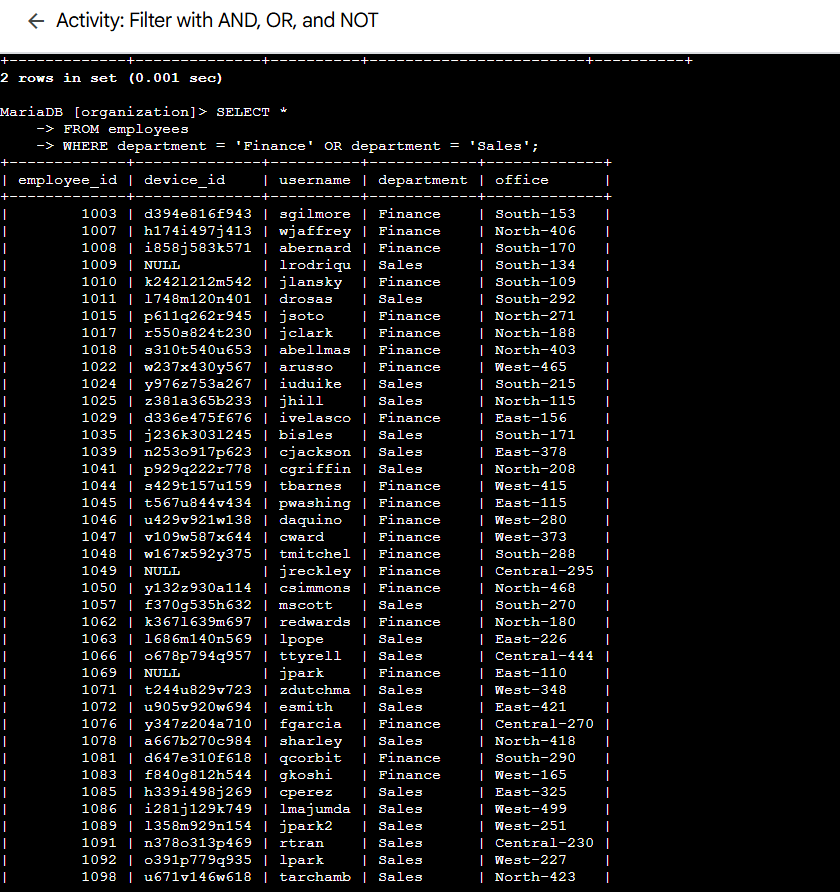 ← Activity: Filter with AND, OR, and NOT
+-------------+--------------+----------+------------------------+----------+
2 rows in set (0.001 sec)
MariaDB [organization]> SELECT *
    -> FROM employees
    -> WHERE department = 'Finance' OR department = 'Sales';
+-------------+--------------+----------+------------+-------------+
| employee_id | device_id    | username | department | office      |
+-------------+--------------+----------+------------+-------------+
|        1003 | d394e816f943 | sgilmore | Finance    | South-153   |
|        1007 | h174i497j413 | wjaffrey | Finance    | North-406   |
|        1008 | i858j583k571 | abernard | Finance    | South-170   |
|        1009 | NULL         | lrodriqu | Sales      | South-134   |
|        1010 | k242l212m542 | jlansky  | Finance    | South-109   |
|        1011 | l748m120n401 | drosas   | Sales      | South-292   |
|        1015 | p611q262r945 | jsoto    | Finance    | North-271   |
|        1017 | r550s824t230 | jclark   | Finance    | North-188   |
|        1018 | s310t540u653 | abellmas | Finance    | North-403   |
|        1022 | w237x430y567 | arusso   | Finance    | West-465    |
|        1024 | y976z753a267 | iuduike  | Sales      | South-215   |
|        1025 | z381a365b233 | jhill    | Sales      | North-115   |
|        1029 | d336e475f676 | ivelasco | Finance    | East-156    |
|        1035 | j236k303l245 | bisles   | Sales      | South-171   |
|        1039 | n253o917p623 | cjackson | Sales      | East-378    |
|        1041 | p929q222r778 | cgriffin | Sales      | North-208   |
|        1044 | s429t157u159 | tbarnes  | Finance    | West-415    |
|        1045 | t567u844v434 | pwashing | Finance    | East-115    |
|        1046 | u429v921w138 | daquino  | Finance    | West-280    |
|        1047 | v109w587x644 | cward    | Finance    | West-373    |
|        1048 | w167x592y375 | tmitchel | Finance    | South-288   |
|        1049 | NULL         | jreckley | Finance    | Central-295 |
|        1050 | y132z930a114 | csimmons | Finance    | North-468   |
|        1057 | f370g535h632 | mscott   | Sales      | South-270   |
|        1062 | k367l639m697 | redwards | Finance    | North-180   |
|        1063 | l686m140n569 | lpope    | Sales      | East-226    |
|        1066 | o678p794q957 | ttyrell  | Sales      | Central-444 |
|        1069 | NULL         | jpark    | Finance    | East-110    |
|        1071 | t244u829v723 | zdutchma | Sales      | West-348    |
|        1072 | u905v920w694 | esmith   | Sales      | East-421    |
|        1076 | y347z204a710 | fgarcia  | Finance    | Central-270 |
|        1078 | a667b270c984 | sharley  | Sales      | North-418   |
|        1081 | d647e310f618 | qcorbit  | Finance    | South-290   |
|        1083 | f840g812h544 | gkoshi   | Finance    | West-165    |
|        1085 | h339i498j269 | cperez   | Sales      | East-325    |
|        1086 | i281j129k749 | lmajumda | Sales      | West-499    |
|        1089 | l358m929n154 | jpark2   | Sales      | West-251    |
|        1091 | n378o313p469 | rtran    | Sales      | Central-230 |
|        1092 | o391p779q935 | lpark    | Sales      | West-227    |
|        1098 | u671v146w618 | tarchamb | Sales      | North-423   |